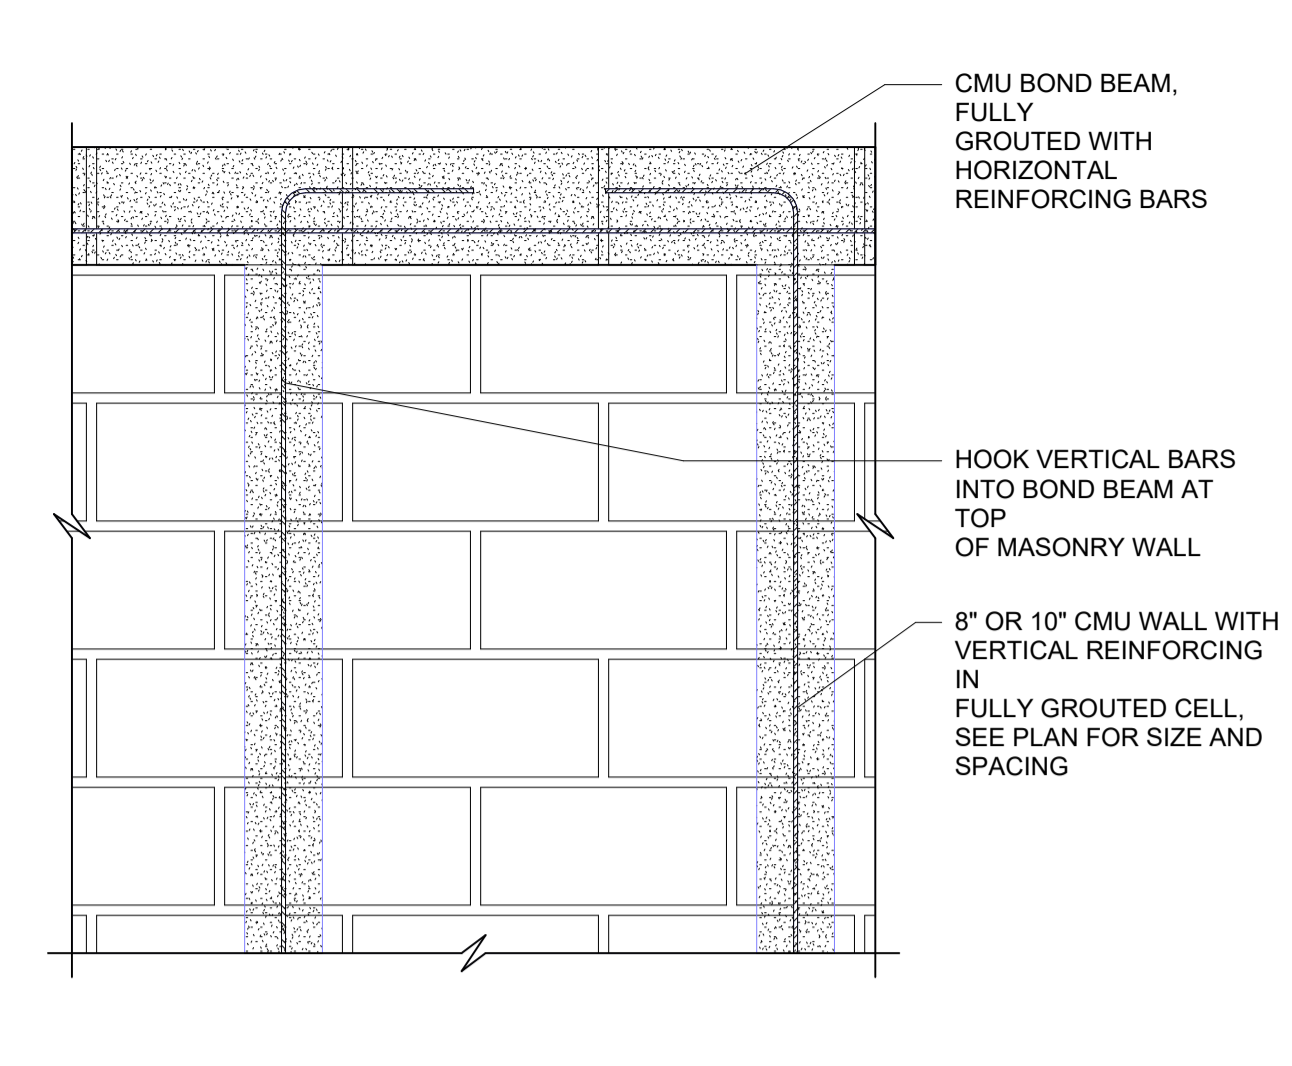 CMU BOND BEAM,
FULLY
GROUTED WITH
HORIZONTAL
REINFORCING BARS
HOOK VERTICAL BARS
INTO BOND BEAM AT
TOP
OF MASONRY WALL
8" OR 10" CMU WALL WITH
VERTICAL REINFORCING
IN
FULLY GROUTED CELL,
SEE PLAN FOR SIZE AND
SPACING